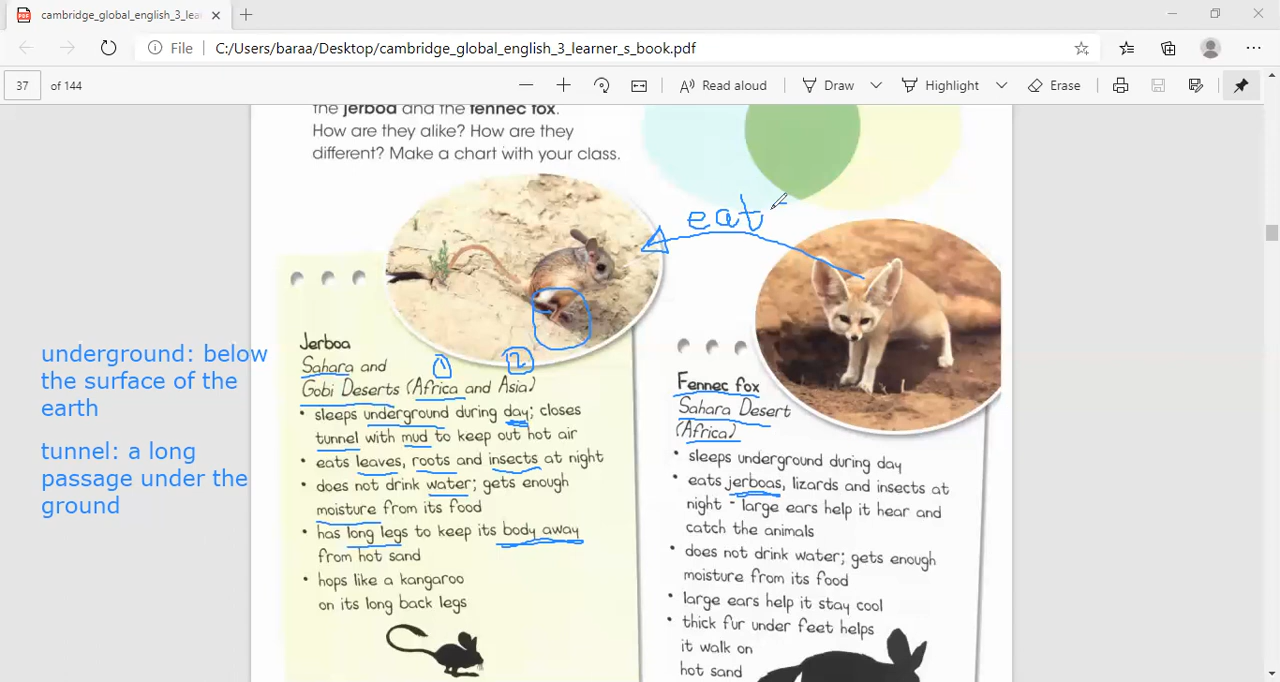 cambridge_global_english_3_lea
File
C:/Users/baraa/Desktop/cambridge_global_english_3_learner_s_book.pdf
37 of 144
Read aloud
Draw
Highlight
Erase
the jerboa and the fennec fox.
How are they alike? How are they
different? Make a chart with your class.
eat
underground: below
the surface of the
earth
tunnel: a long
passage under the
ground
Jerboa
Sahara and
Gobi Deserts (Africa and Asia)
1
2
• sleeps underground during day; closes
tunnel with mud to keep out hot air
• eats leaves, roots and insects at night
• does not drink water; gets enough
moisture from its food
• has long legs to keep its body away
from hot sand
• hops like a kangaroo
on its long back legs
Fennec fox
Sahara Desert
(Africa)
• sleeps underground during day
• eats jerboas, lizards and insects at
night - large ears help it hear and
catch the animals
• does not drink water; gets enough
moisture from its food
• large ears help it stay cool
• thick fur under feet helps
it walk on
hot sand